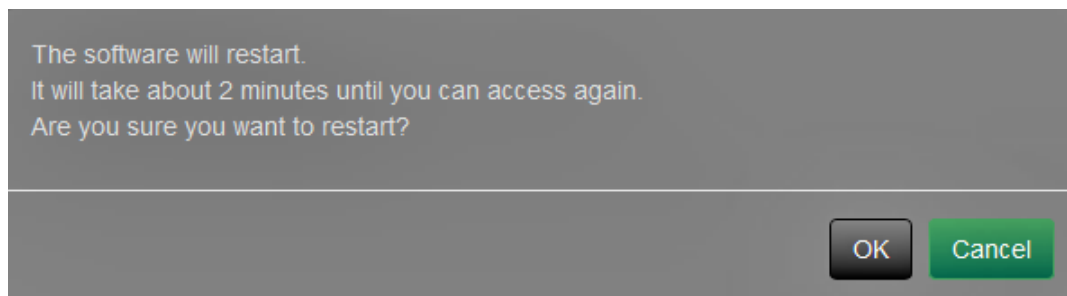 The software will restart.
It will take about 2 minutes until you can access again.
Are you sure you want to restart?
OK
Cancel